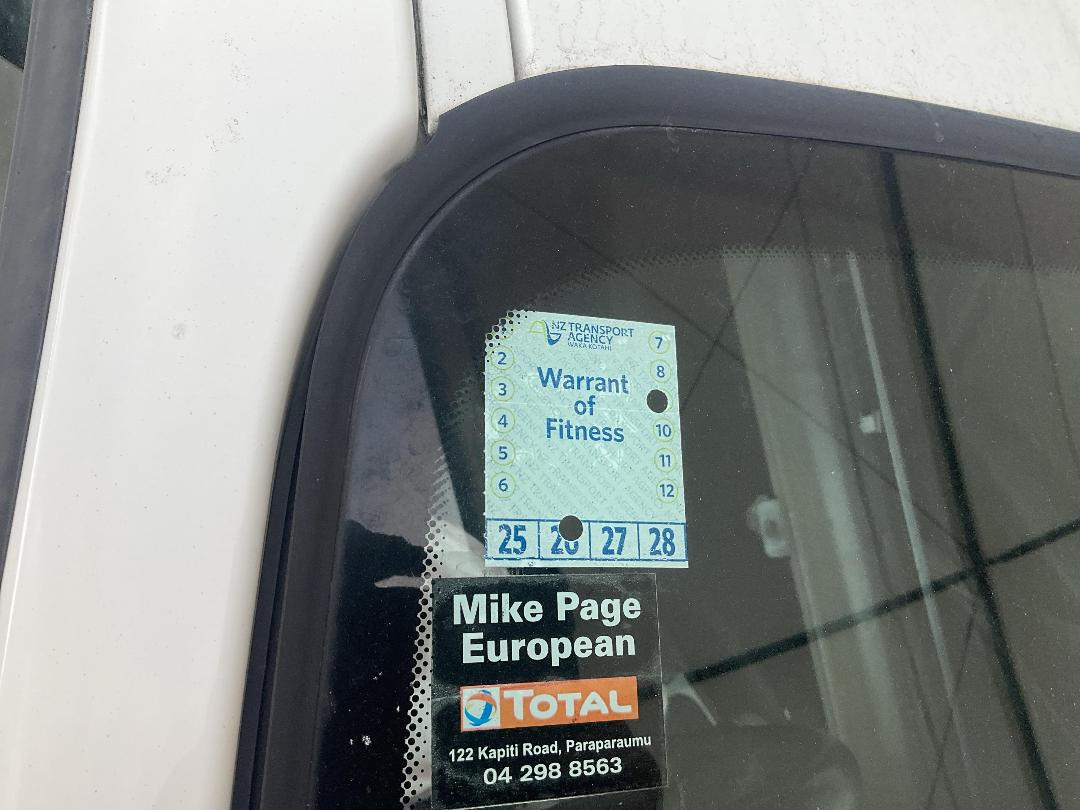 NZ TRANSPORT
AGENCY
WAKA KOTAHI
7
2
8
3
Warrant
of
Fitness
4
10
5
11
6
12
25 26 27 28
Mike Page
European
TOTAL
122 Kapiti Road, Paraparaumu
04 298 8563